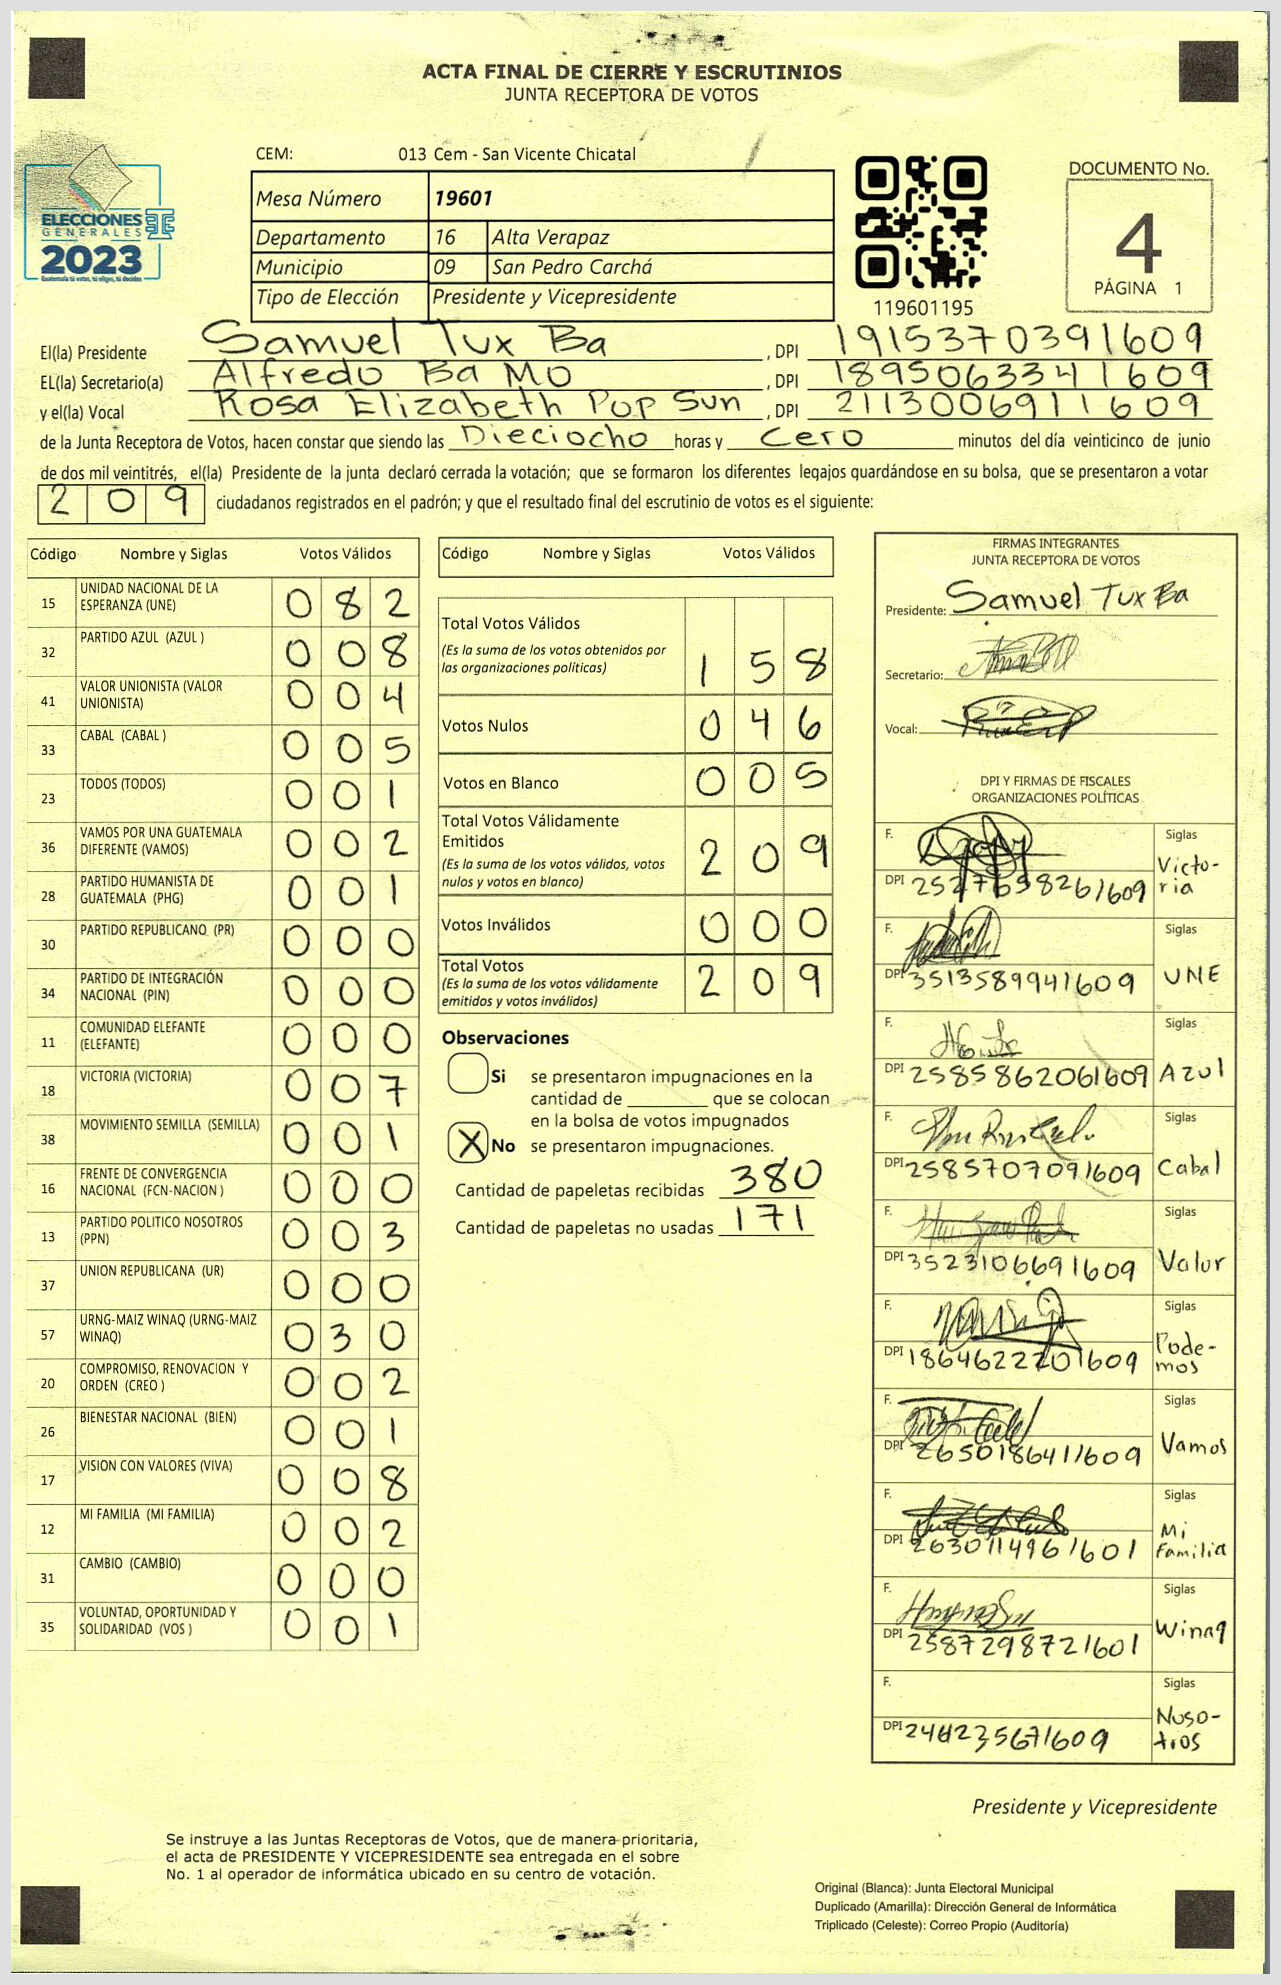 ACTA FINAL DE CIERRE Y ESCRUTINIOS
JUNTA RECEPTORA DE VOTOS
CEM: 013 Cem - San Vicente Chicatal
ELECCIONES
GENERALES
2023
Mesa Número 19601
Departamento 16 Alta Verapaz
Municipio 09 San Pedro Carchá
Tipo de Elección Presidente y Vicepresidente
119601195
DOCUMENTO No.
4
PÁGINA 1
El(la) Presidente Samuel Tux Ba , DPI 1915370391609
EL(la) Secretario(a) Alfredo Ba Mo , DPI 1895063341609
y el(la) Vocal Rosa Elizabeth Pop Sun , DPI 2113006911609
de la Junta Receptora de Votos, hacen constar que siendo las Dieciocho horas y Cero minutos del día veinticinco de junio
de dos mil veintitrés, el(la) Presidente de la junta declaró cerrada la votación; que se formaron los diferentes legajos guardándose en su bolsa, que se presentaron a votar
2 0 9 ciudadanos registrados en el padrón; y que el resultado final del escrutinio de votos es el siguiente:
Código Nombre y Siglas Votos Válidos
15 UNIDAD NACIONAL DE LA ESPERANZA (UNE) 0 8 2
32 PARTIDO AZUL (AZUL ) 0 0 8
41 VALOR UNIONISTA (VALOR UNIONISTA) 0 0 4
33 CABAL (CABAL ) 0 0 5
23 TODOS (TODOS) 0 0 1
36 VAMOS POR UNA GUATEMALA DIFERENTE (VAMOS) 0 0 2
28 PARTIDO HUMANISTA DE GUATEMALA (PHG) 0 0 1
30 PARTIDO REPUBLICANO (PR) 0 0 0
34 PARTIDO DE INTEGRACIÓN NACIONAL (PIN) 0 0 0
11 COMUNIDAD ELEFANTE (ELEFANTE) 0 0 0
18 VICTORIA (VICTORIA) 0 0 7
38 MOVIMIENTO SEMILLA (SEMILLA) 0 0 1
16 FRENTE DE CONVERGENCIA NACIONAL (FCN-NACION ) 0 0 0
13 PARTIDO POLITICO NOSOTROS (PPN) 0 0 3
37 UNION REPUBLICANA (UR) 0 0 0
57 URNG-MAIZ WINAQ (URNG-MAIZ WINAQ) 0 3 0
20 COMPROMISO, RENOVACION Y ORDEN (CREO ) 0 0 2
26 BIENESTAR NACIONAL (BIEN) 0 0 1
17 VISION CON VALORES (VIVA) 0 0 8
12 MI FAMILIA (MI FAMILIA) 0 0 2
31 CAMBIO (CAMBIO) 0 0 0
35 VOLUNTAD, OPORTUNIDAD Y SOLIDARIDAD (VOS ) 0 0 1
Código Nombre y Siglas Votos Válidos
Total Votos Válidos
(Es la suma de los votos obtenidos por
las organizaciones políticas) 1 5 8
Votos Nulos 0 4 6
Votos en Blanco 0 0 5
Total Votos Válidamente
Emitidos 2 0 9
(Es la suma de los votos válidos, votos
nulos y votos en blanco)
Votos Inválidos 0 0 0
Total Votos 2 0 9
(Es la suma de los votos válidamente
emitidos y votos inválidos)
Observaciones
Si se presentaron impugnaciones en la
cantidad de ________ que se colocan
en la bolsa de votos impugnados
X No se presentaron impugnaciones.
Cantidad de papeletas recibidas 380
Cantidad de papeletas no usadas 171
FIRMAS INTEGRANTES
JUNTA RECEPTORA DE VOTOS
Presidente: Samuel Tux Ba
Secretario:
Vocal:
DPI Y FIRMAS DE FISCALES
ORGANIZACIONES POLÍTICAS
F. Siglas
DPI Victo-
ria
F. Siglas
DPI 3513589941609 UNE
F. Siglas
DPI 2585862061609 Azul
F. Siglas
DPI 2585707091609 Cabal
F. Siglas
DPI 3523106691609 Valor
F. Siglas
DPI 1864622201609 Pode-
mos
F. Siglas
DPI 2650186411609 Vamos
F. Siglas
DPI 2630114961601 Mi
Familia
F. Siglas
DPI 2587298721601 Winaq
F. Siglas
DPI Noso-
tros
Presidente y Vicepresidente
Se instruye a las Juntas Receptoras de Votos, que de manera prioritaria,
el acta de PRESIDENTE Y VICEPRESIDENTE sea entregada en el sobre
No. 1 al operador de informática ubicado en su centro de votación.
Original (Blanca): Junta Electoral Municipal
Duplicado (Amarilla): Dirección General de Informática
Triplicado (Celeste): Correo Propio (Auditoría)